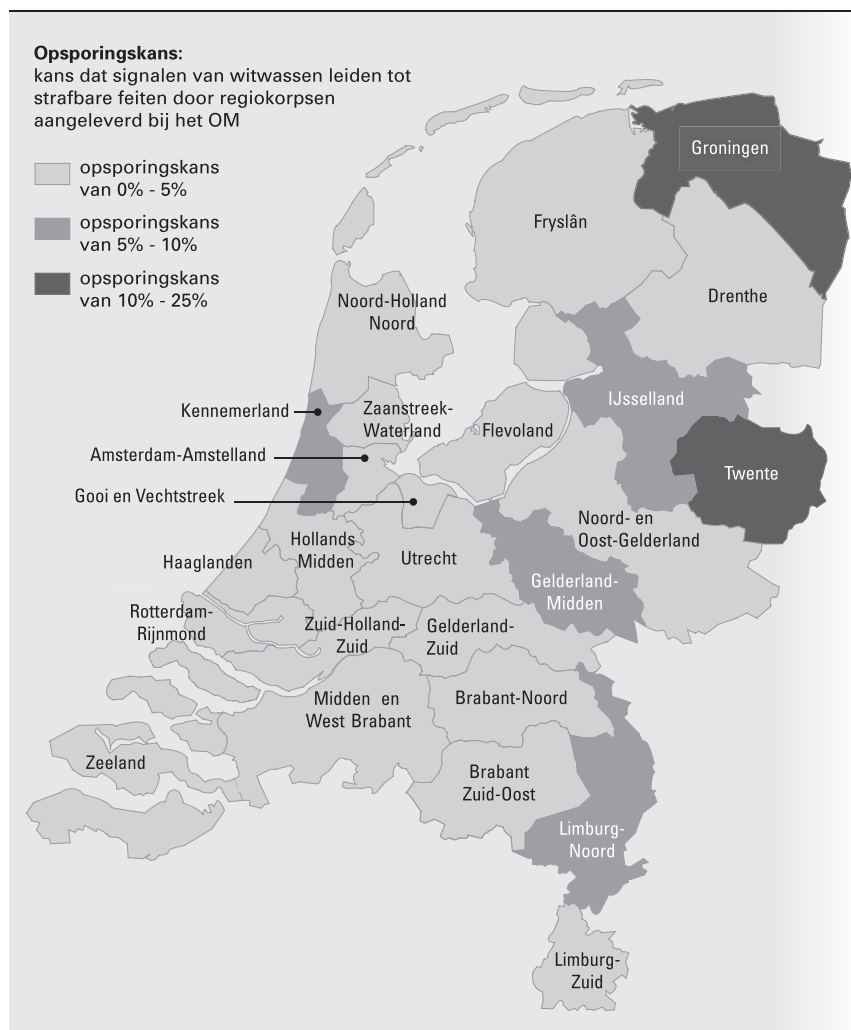 Opsporingskans:
kans dat signalen van witwassen leiden tot
strafbare feiten door regiokorpsen
aangeleverd bij het OM
opsporingskans
van 0% - 5%
opsporingskans
van 5% - 10%
opsporingskans
van 10% - 25%
Groningen
Fryslân
Drenthe
Noord-Holland
Noord
IJsselland
Kennemerland
Zaanstreek-
Waterland
Flevoland
Amsterdam-Amstelland
Twente
Gooi en Vechtstreek
Noord- en
Oost-Gelderland
Hollands
Midden
Utrecht
Haaglanden
Gelderland-
Midden
Rotterdam-
Rijnmond
Zuid-Holland-
Zuid
Gelderland-
Zuid
Midden en
West Brabant
Brabant-Noord
Zeeland
Brabant
Zuid-Oost
Limburg-
Noord
Limburg-
Zuid